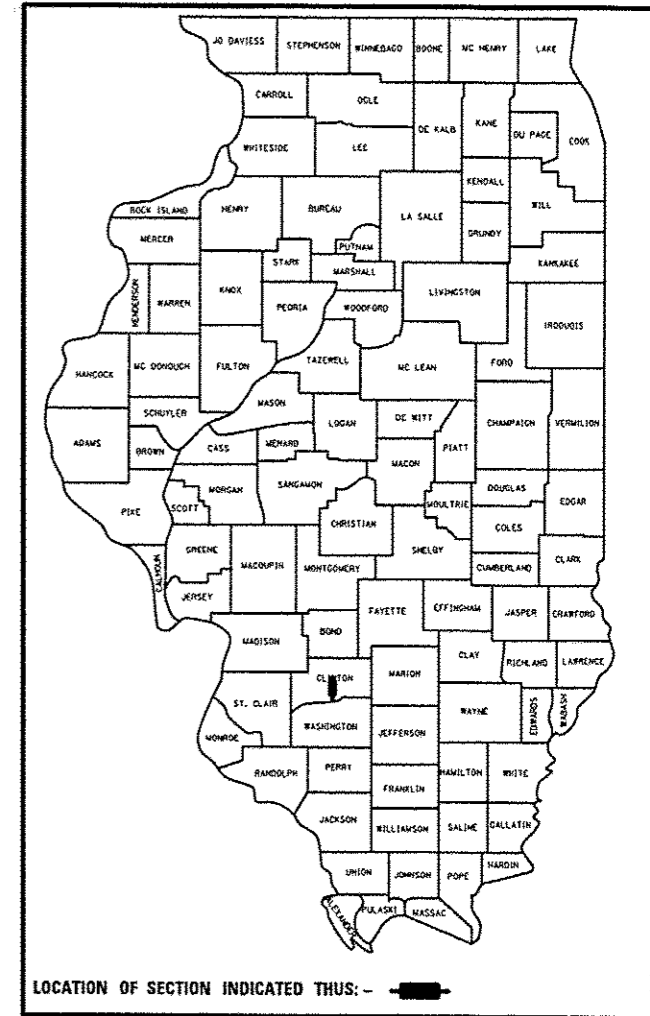 JO DAVIESS STEPHENSON WINNEBAGO BOONE MC HENRY LAKE
CARROLL OGLE DE KALB KANE DU PAGE COOK
WHITESIDE LEE KENDALL WILL
ROCK ISLAND HENRY BUREAU LA SALLE GRUNDY
MERCER PUTNAM
STARK MARSHALL KANKAKEE
HENDERSON WARREN KNOX PEORIA WOODFORD LIVINGSTON IROQUOIS
HANCOCK MC DONOUGH FULTON TAZEWELL MC LEAN FORD
SCHUYLER MASON LOGAN DE WITT CHAMPAIGN VERMILION
ADAMS BROWN CASS MENARD MACON PIATT
PIKE SCOTT MORGAN SANGAMON CHRISTIAN MOULTRIE DOUGLAS EDGAR
COLES
CALHOUN GREENE MACOUPIN MONTGOMERY SHELBY CUMBERLAND CLARK
JERSEY FAYETTE EFFINGHAM JASPER CRAWFORD
MADISON BOND
CLAY RICHLAND LAWRENCE
CLINTON MARION
ST. CLAIR WAYNE EDWARDS WABASH
MONROE WASHINGTON JEFFERSON
RANDOLPH PERRY HAMILTON WHITE
FRANKLIN
JACKSON WILLIAMSON SALINE GALLATIN
UNION JOHNSON POPE HARDIN
ALEXANDER PULASKI MASSAC
LOCATION OF SECTION INDICATED THUS: -